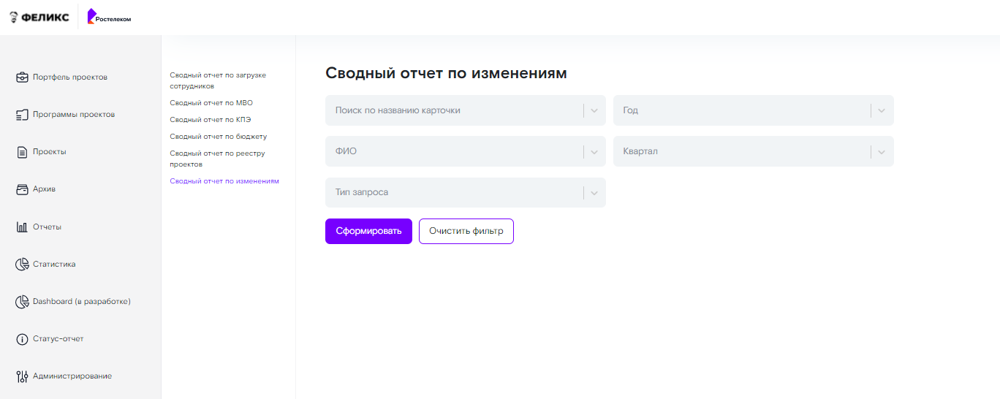 ФЕЛИКС
Ростелеком
Портфель проектов
Программы проектов
Проекты
Архив
Отчеты
Статистика
Dashboard (в разработке)
Статус-отчет
Администрирование
Сводный отчет по загрузке
сотрудников
Сводный отчет по МВО
Сводный отчет по КПЭ
Сводный отчет по бюджету
Сводный отчет по реестру
проектов
Сводный отчет по изменениям
Сводный отчет по изменениям
Поиск по названию карточки
Год
ФИО
Квартал
Тип запроса
Сформировать
Очистить фильтр